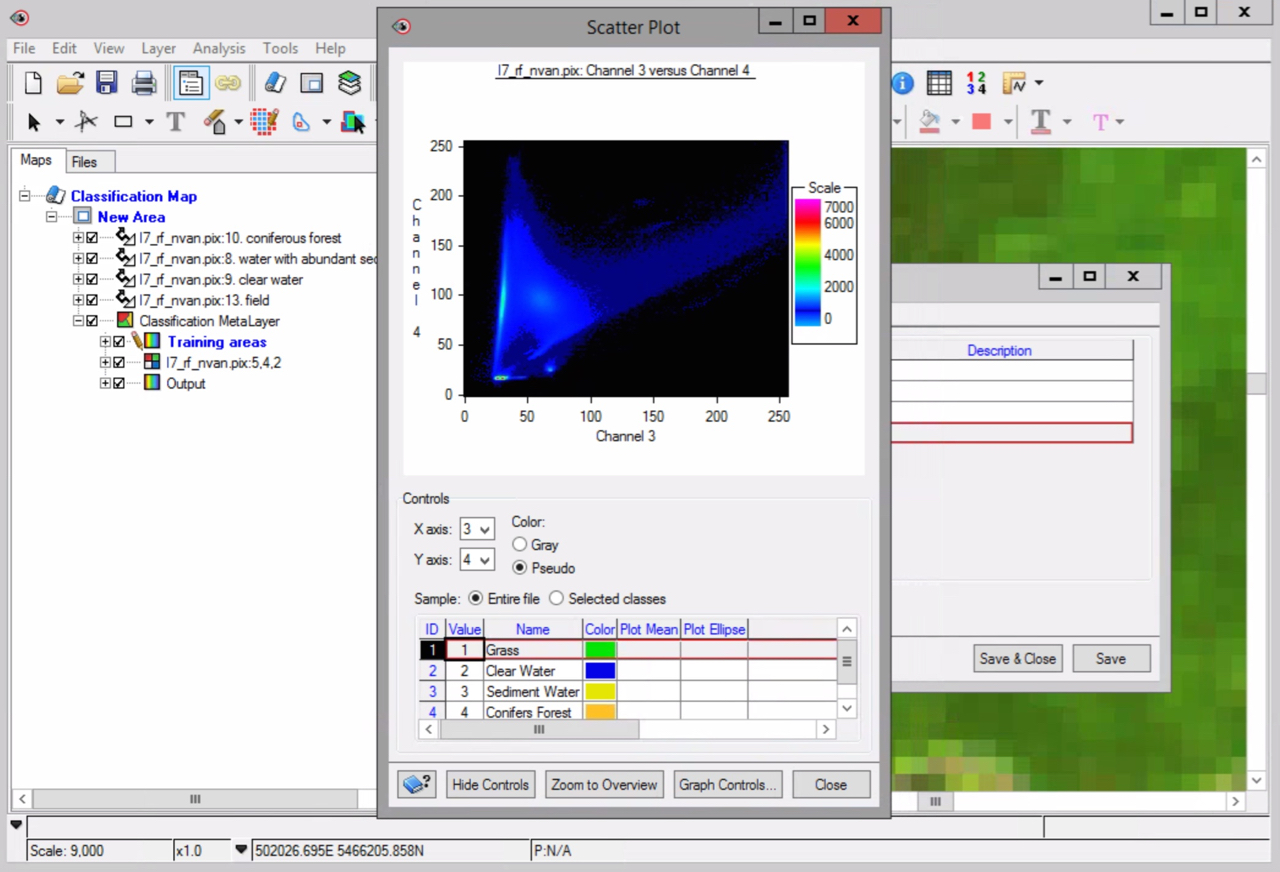 Scatter Plot
File Edit View Layer Analysis Tools Help
Maps Files
Classification Map
New Area
l7_rf_nvan.pix:10. coniferous forest
l7_rf_nvan.pix:8. water with abundant sec
l7_rf_nvan.pix:9. clear water
l7_rf_nvan.pix:13. field
Classification MetaLayer
Training areas
l7_rf_nvan.pix:5,4,2
Output
l7_rf_nvan.pix: Channel 3 versus Channel 4
250
200
150
100
50
0
Channel 4
0 50 100 150 200 250
Channel 3
Scale
7000
6000
4000
2000
0
Controls
X axis: 3
Y axis: 4
Color:
Gray
Pseudo
Sample: Entire file Selected classes
ID Value Name Color Plot Mean Plot Ellipse
1 1 Grass
2 2 Clear Water
3 3 Sediment Water
4 4 Conifers Forest
Hide Controls Zoom to Overview Graph Controls... Close
Description
Save & Close Save
Scale: 9,000 x1.0 502026.695E 5466205.858N P:N/A